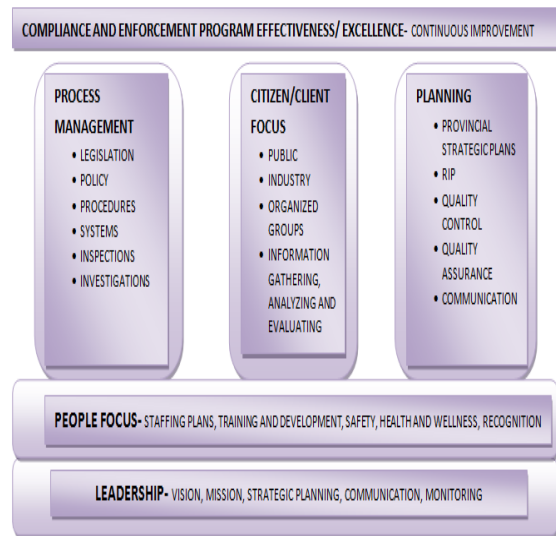 COMPLIANCE AND ENFORCEMENT PROGRAM EFFECTIVENESS/ EXCELLENCE- CONTINUOUS IMPROVEMENT
PROCESS
MANAGEMENT
• LEGISLATION
• POLICY
• PROCEDURES
• SYSTEMS
• INSPECTIONS
• INVESTIGATIONS
CITIZEN/CLIENT
FOCUS
• PUBLIC
• INDUSTRY
• ORGANIZED
GROUPS
• INFORMATION
GATHERING,
ANALYZING AND
EVALUATING
PLANNING
• PROVINCIAL
STRATEGIC PLANS
• RIP
• QUALITY
CONTROL
• QUALITY
ASSURANCE
• COMMUNICATION
PEOPLE FOCUS- STAFFING PLANS, TRAINING AND DEVELOPMENT, SAFETY, HEALTH AND WELLNESS, RECOGNITION
LEADERSHIP- VISION, MISSION, STRATEGIC PLANNING, COMMUNICATION, MONITORING